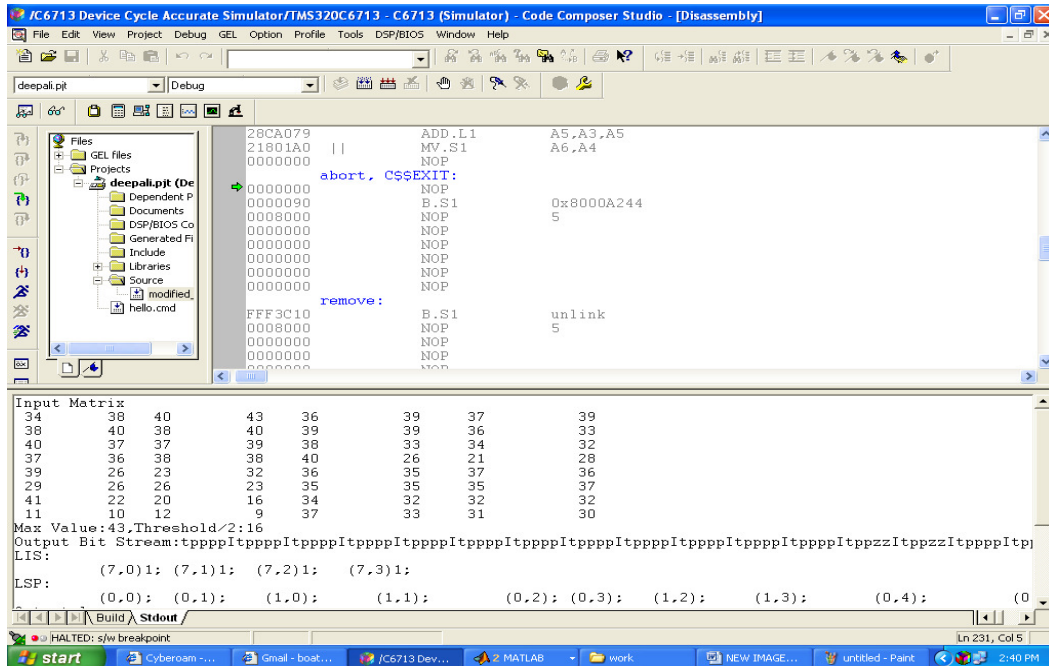 /C6713 Device Cycle Accurate Simulator/TMS320C6713 - C6713 (Simulator) - Code Composer Studio - [Disassembly]
File Edit View Project Debug GEL Option Profile Tools DSP/BIOS Window Help
deepali.pjt Debug
Files
GEL files
Projects
deepali.pjt (De
Dependent P
Documents
DSP/BIOS Co
Generated Fi
Include
Libraries
Source
modified_
hello.cmd
28CA079 ADD.L1 A5,A3,A5
21801A0 || MV.S1 A6,A4
0000000 NOP
abort, C$$EXIT:
0000000 NOP
0000090 B.S1 0x8000A244
0008000 NOP 5
0000000 NOP
0000000 NOP
0000000 NOP
0000000 NOP
remove:
FFF3C10 B.S1 unlink
0008000 NOP 5
0000000 NOP
0000000 NOP
0000000 NOP
Input Matrix
34 38 40 43 36 39 37 39
38 40 38 40 39 39 36 33
40 37 37 39 38 33 34 32
37 36 38 38 40 26 21 28
39 26 23 32 36 35 37 36
29 26 26 23 35 35 35 37
41 22 20 16 34 32 32 32
11 10 12 9 37 33 31 30
Max Value:43,Threshold/2:16
Output Bit Stream:tppppItppppItppppItppppItppppItppppItppppItppppItppppItppppItppzzItppzzItppppItp
LIS:
(7,0)1; (7,1)1; (7,2)1; (7,3)1;
LSP:
(0,0); (0,1); (1,0); (1,1); (0,2); (0,3); (1,2); (1,3); (0,4); (0
Build Stdout
HALTED: s/w breakpoint Ln 231, Col 5
start Cyberoam -... Gmail - boat... /C6713 Dev... 2 MATLAB work NEW IMAGE... untitled - Paint 2:40 PM